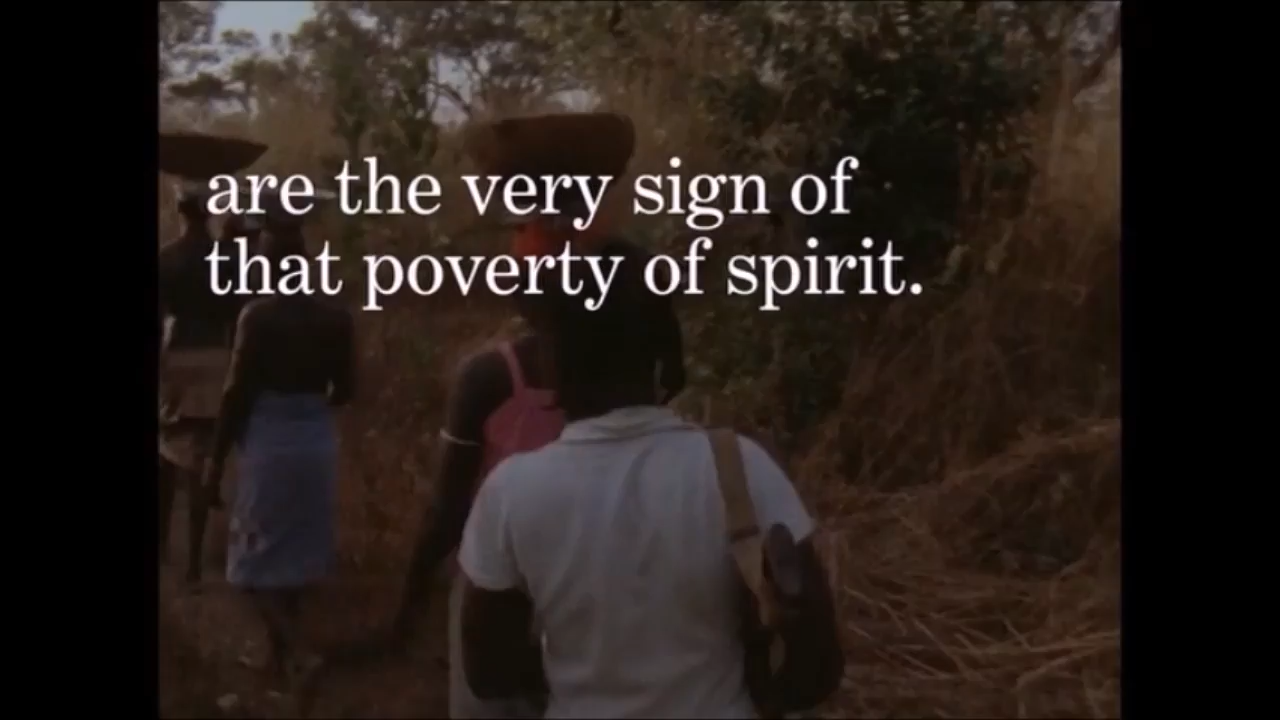 are the very sign of
that poverty of spirit.